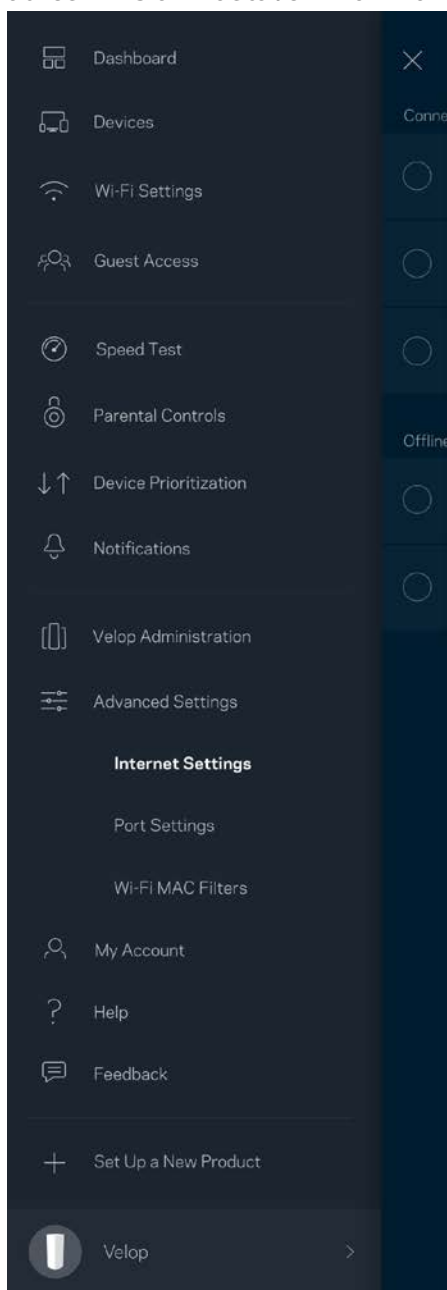 Dashboard
Devices
Conne
Wi-Fi Settings
Guest Access
Speed Test
Parental Controls
Offline
Device Prioritization
Notifications
Velop Administration
Advanced Settings
Internet Settings
Port Settings
Wi-Fi MAC Filters
My Account
Help
Feedback
Set Up a New Product
Velop